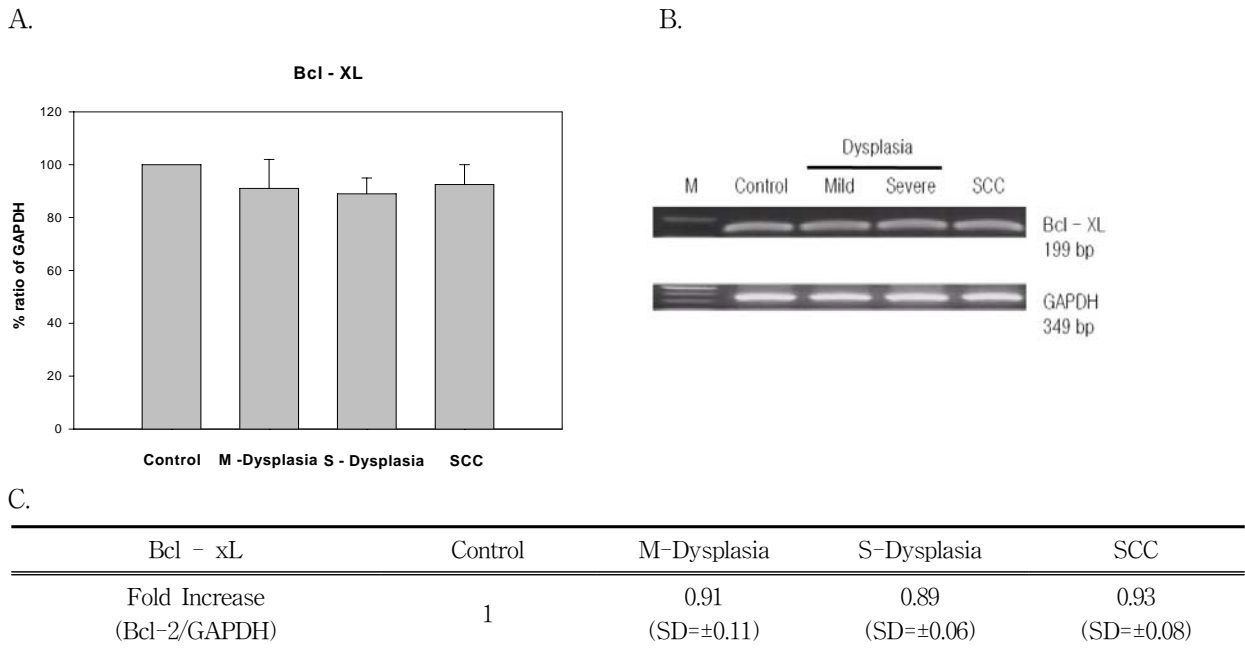 A.
B.
Bcl - XL
120
100
80
60
40
20
0
% ratio of GAPDH
Control M -Dysplasia S - Dysplasia SCC
Dysplasia
M Control Mild Severe SCC
Bcl - XL
199 bp
GAPDH
349 bp
C.
Bcl - xL Control M-Dysplasia S-Dysplasia SCC
Fold Increase
(Bcl-2/GAPDH)
1
0.91 0.89 0.93
(SD=±0.11) (SD=±0.06) (SD=±0.08)